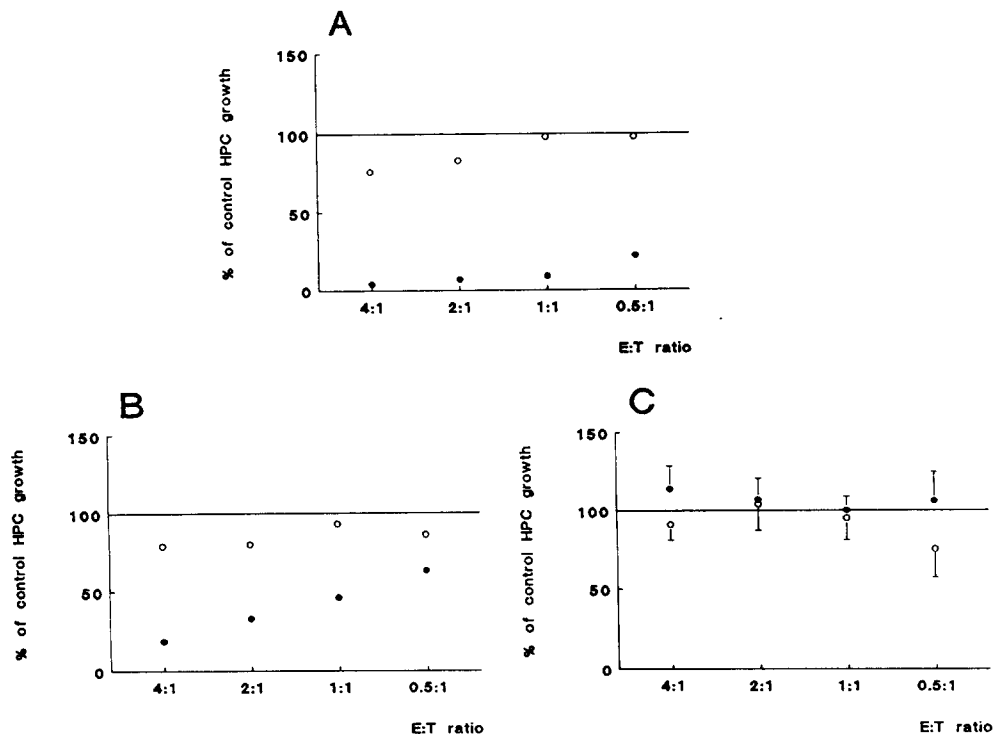 A
% of control HPC growth
150
100
50
0
4:1
2:1
1:1
0.5:1
E:T ratio
B
% of control HPC growth
150
100
50
0
4:1
2:1
1:1
0.5:1
E:T ratio
C
% of control HPC growth
150
100
50
0
4:1
2:1
1:1
0.5:1
E:T ratio